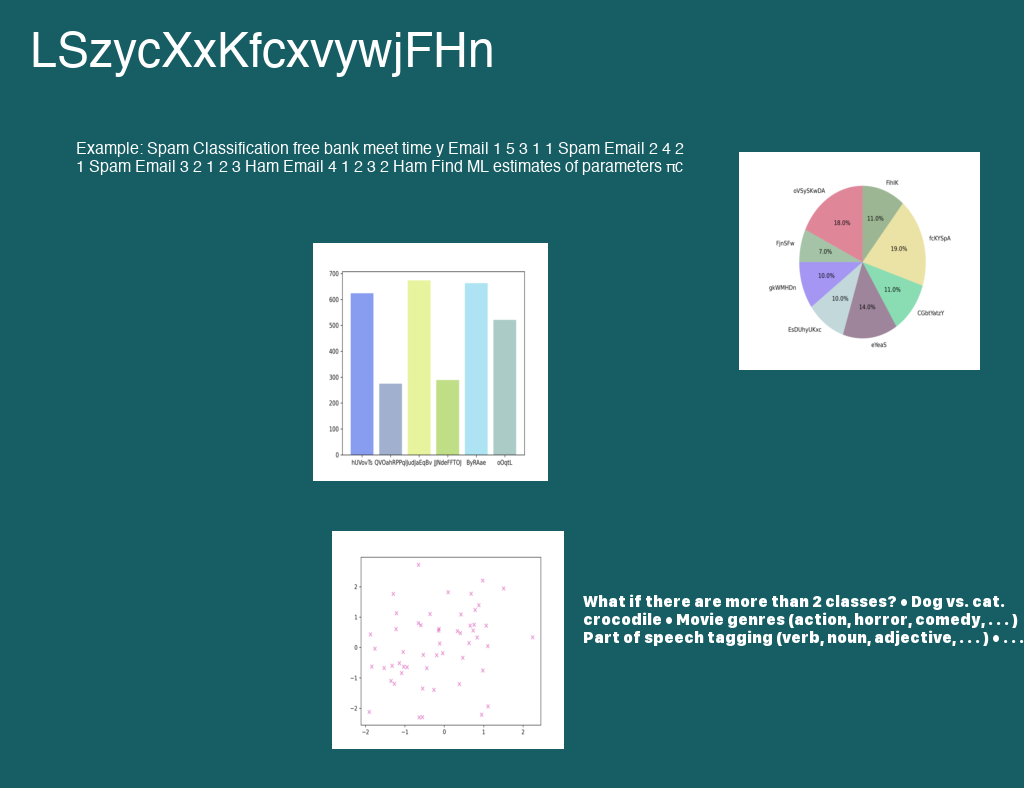 LSzycXxKfcxvywjFHn
Example: Spam Classification free bank meet time y Email 1 5 3 1 1 Spam Email 2 4 2
1 Spam Email 3 2 1 2 3 Ham Email 4 1 2 3 2 Ham Find ML estimates of parameters πc
oVSySKwDA
FihIK
18.0%
11.0%
fcKYSpA
19.0%
FjnSFw
7.0%
gkWMHDn
10.0%
11.0%
10.0%
14.0%
EsDUhyUKxc
eYeaS
700
600
500
400
300
200
100
0
hUVovTs
ByRAae
oOqtL
2
1
0
−1
−2
−2 −1 0 1 2
What if there are more than 2 classes? • Dog vs. cat.
crocodile • Movie genres (action, horror, comedy, . . . )
Part of speech tagging (verb, noun, adjective, . . . ) • . . .